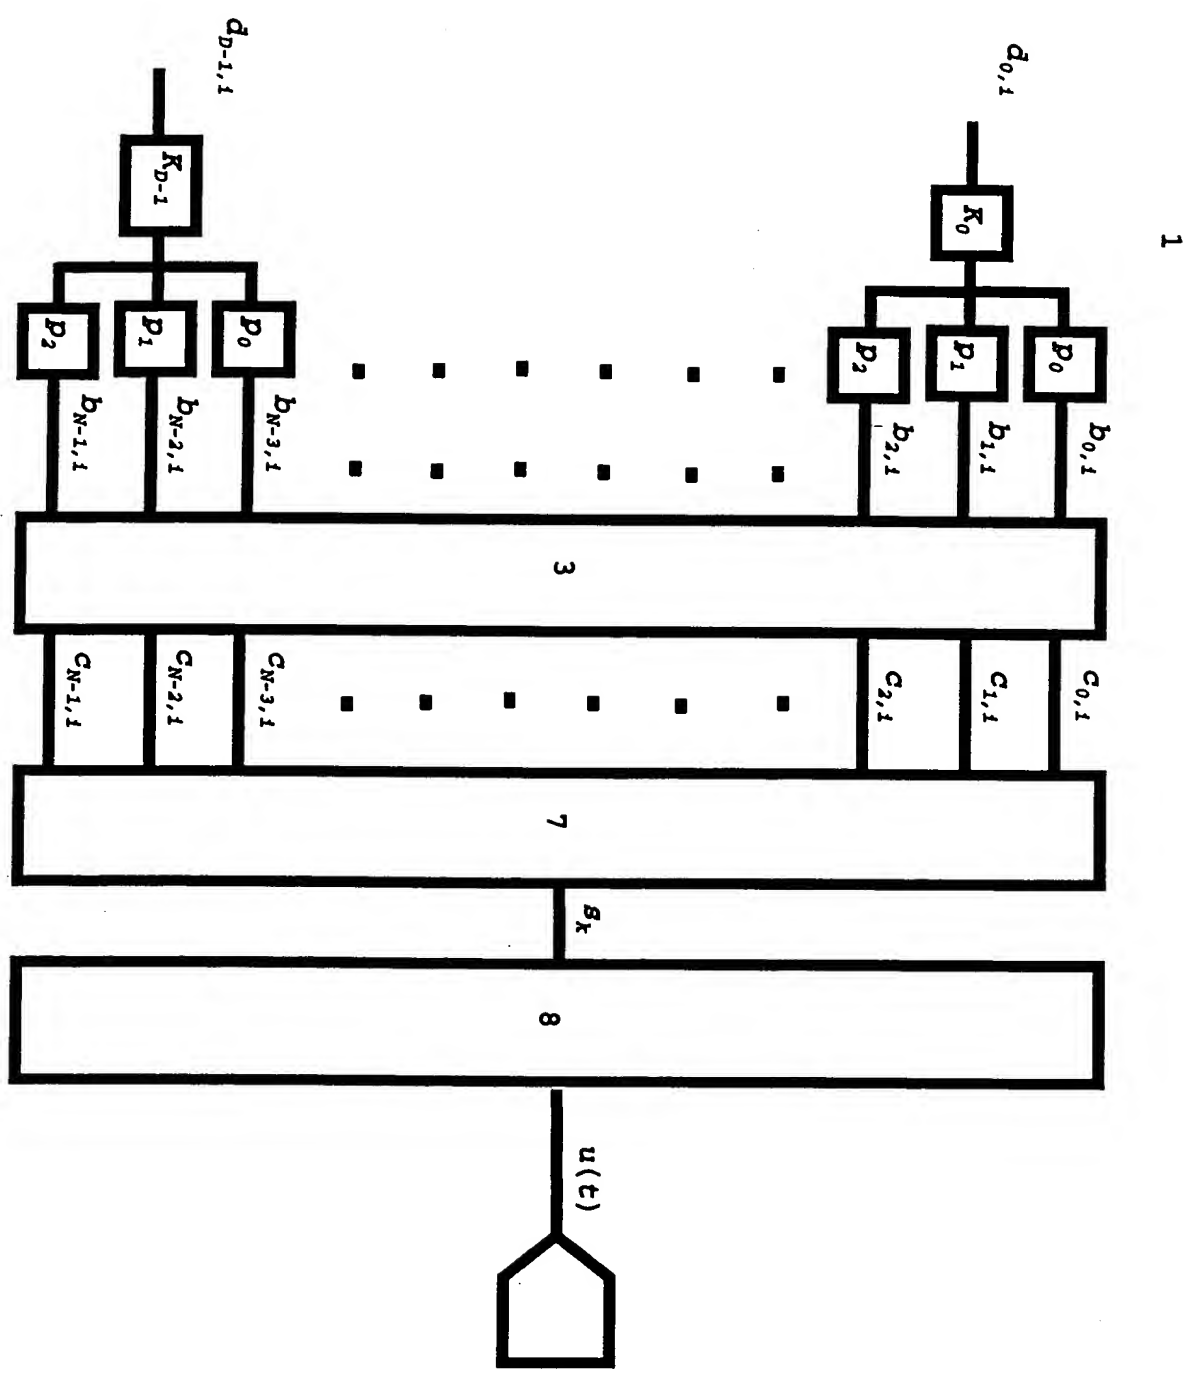 1
d0,1
K0
p0
b0,1
p1
b1,1
p2
b2,1
c0,1
c1,1
c2,1
3
7
sk
8
u(t)
dD-1,1
KD-1
p0
bN-3,1
p1
bN-2,1
p2
bN-1,1
cN-3,1
cN-2,1
cN-1,1